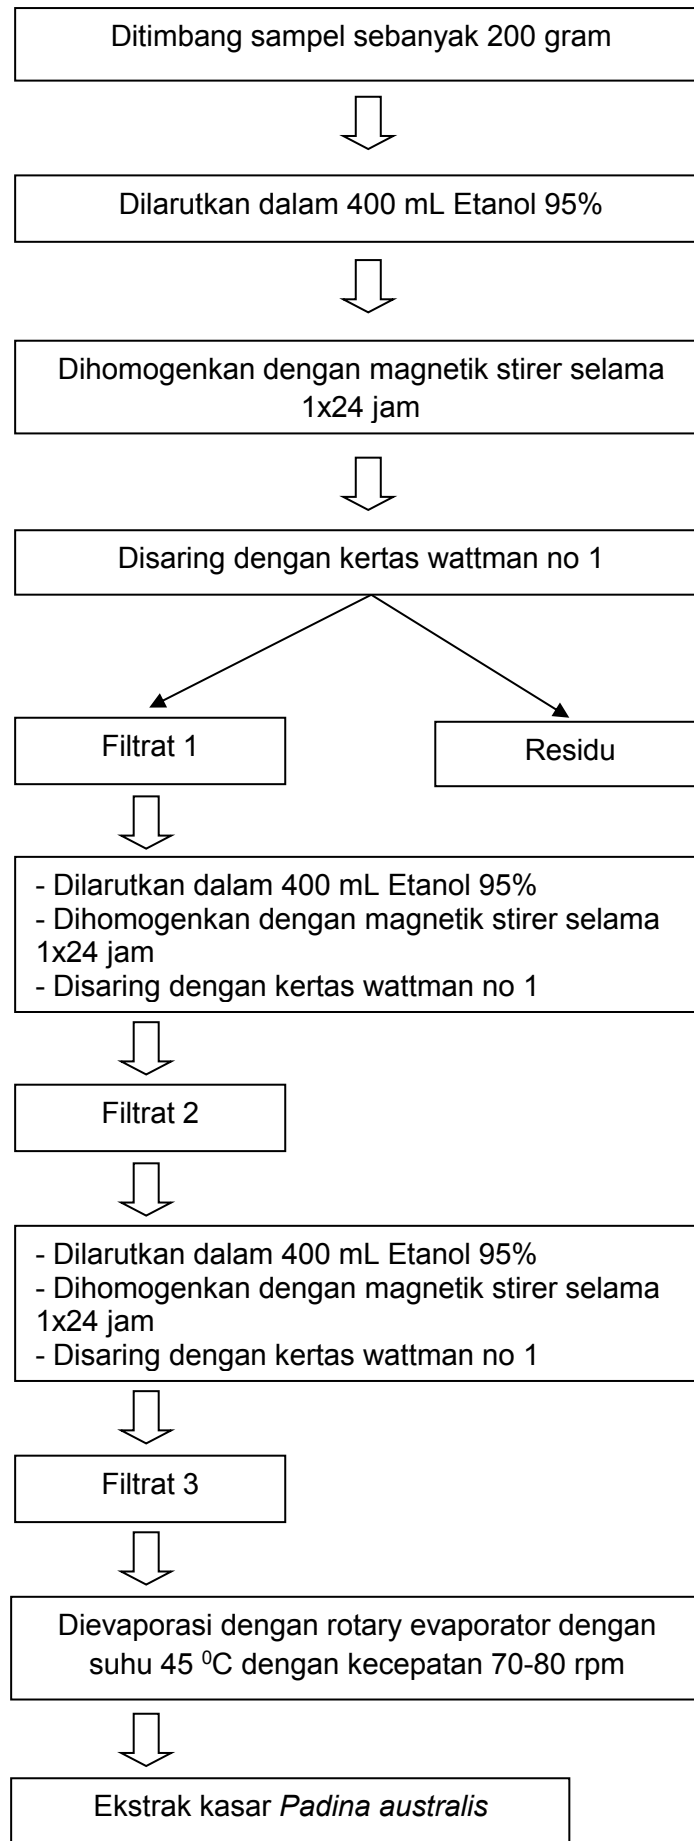 Ditimbang sampel sebanyak 200 gram
Dilarutkan dalam 400 mL Etanol 95%
Dihomogenkan dengan magnetik stirer selama
1x24 jam
Disaring dengan kertas wattman no 1
Filtrat 1
Residu
- Dilarutkan dalam 400 mL Etanol 95%
- Dihomogenkan dengan magnetik stirer selama
1x24 jam
- Disaring dengan kertas wattman no 1
Filtrat 2
- Dilarutkan dalam 400 mL Etanol 95%
- Dihomogenkan dengan magnetik stirer selama
1x24 jam
- Disaring dengan kertas wattman no 1
Filtrat 3
Dievaporasi dengan rotary evaporator dengan
suhu 45 ⁰C dengan kecepatan 70-80 rpm
Ekstrak kasar Padina australis